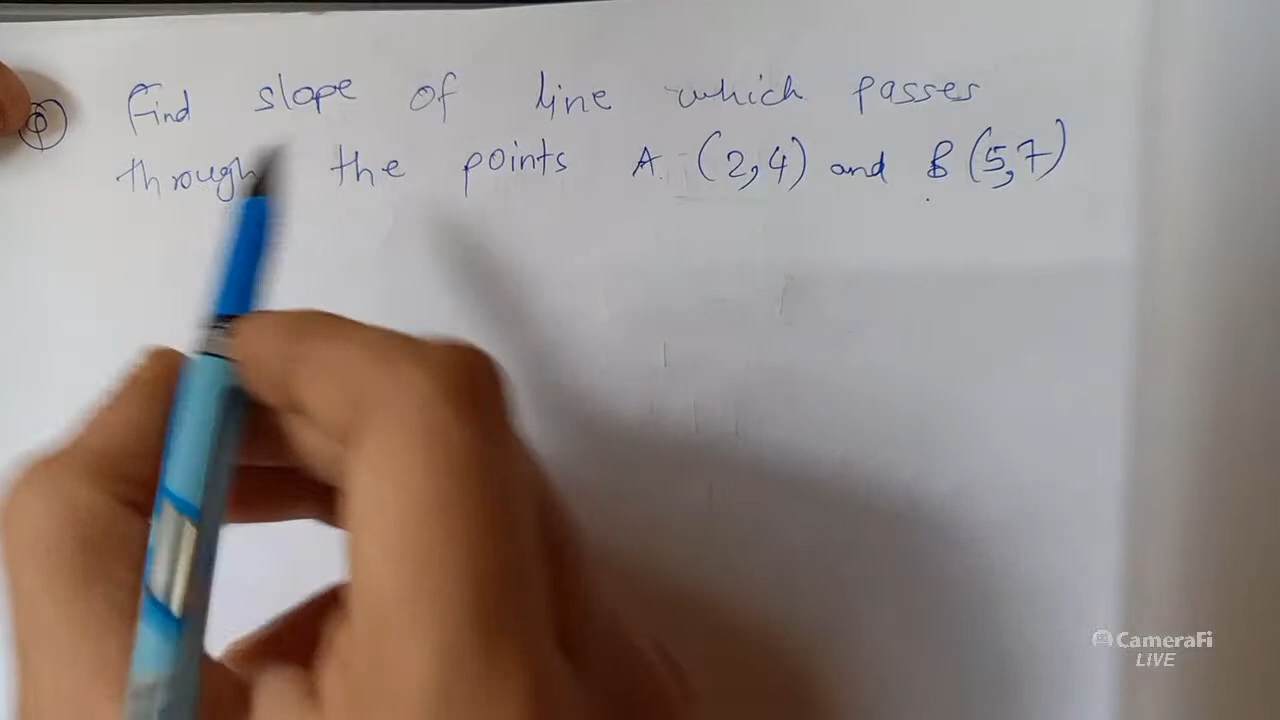 Find slope of line which passes
through the points A (2,4) and B (5,7)
CameraFi
LIVE